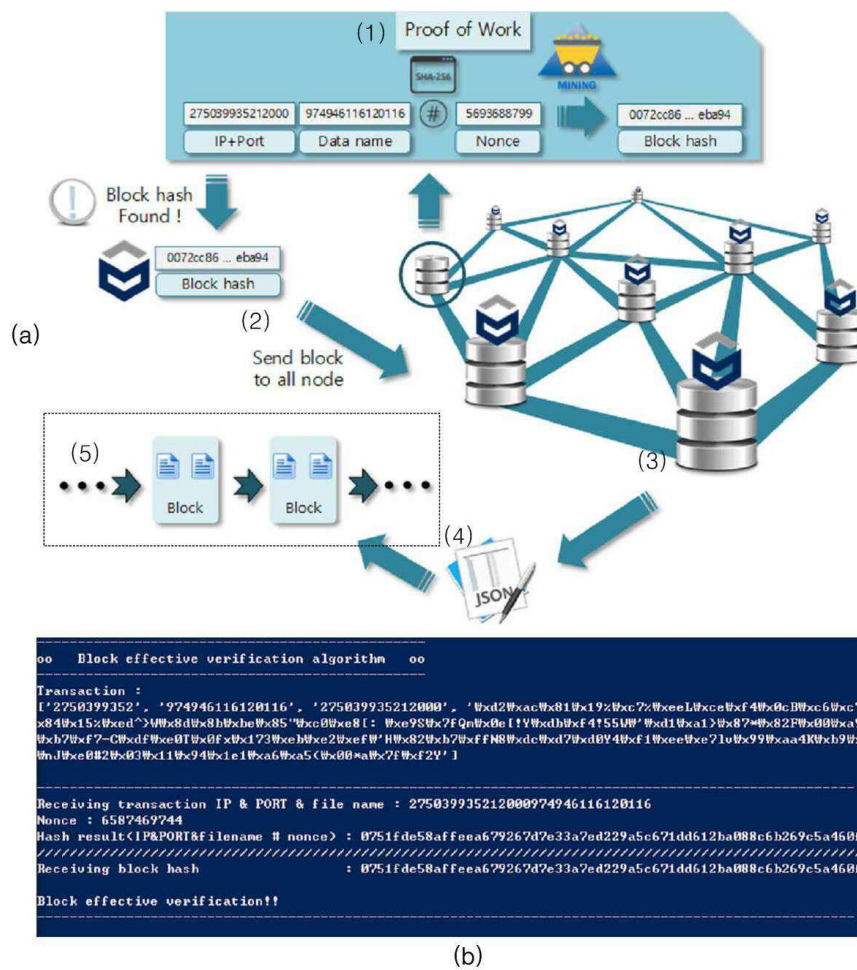 (1) Proof of Work
SHA-256
MINING
275039935212000 974946116120116 # 5693688799 0072cc86 ... eba94
IP+Port Data name Nonce Block hash
Block hash
Found !
0072cc86 ... eba94
Block hash
(2)
(a)
Send block
to all node
(3)
(5)
Block Block
(4)
JSON
oo Block effective verification algorithm oo
Transaction :
['2750399352', '974946116120116', '275039935212000',
Receiving transaction IP & PORT & file name : 275039935212000974946116120116
Nonce : 6587469744
Hash result(IP&PORT&filename # nonce) : 0751fde58affeea679267d7e33a7ed229a5c671dd612ba088c6b269c5a460
Receiving block hash : 0751fde58affeea679267d7e33a7ed229a5c671dd612ba088c6b269c5a460
Block effective verification!!
(b)